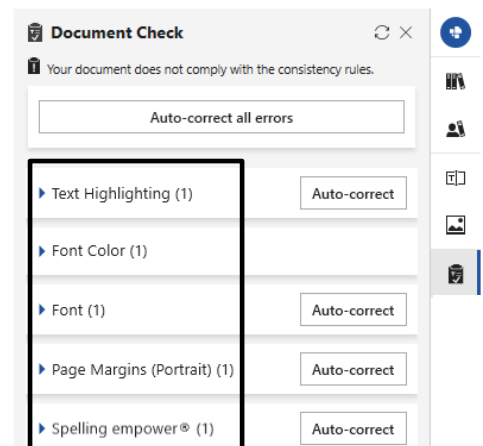 Document Check
Your document does not comply with the consistency rules.
Auto-correct all errors
Text Highlighting (1) Auto-correct
Font Color (1)
Font (1) Auto-correct
Page Margins (Portrait) (1) Auto-correct
Spelling empower® (1) Auto-correct